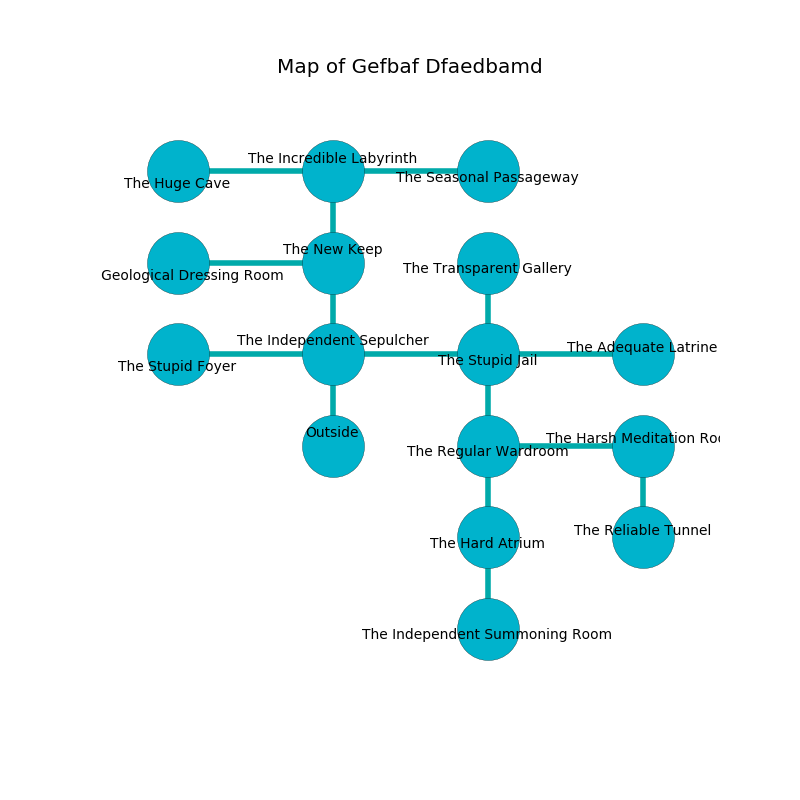 Map of Gefbaf Dfaedbamd
The Incredible Labyrinth
The Huge Cave
The Seasonal Passageway
The New Keep
Geological Dressing Room
The Transparent Gallery
The Independent Sepulcher
The Stupid Foyer
The Stupid Jail
The Adequate Latrine
Outside
The Regular Wardroom
The Harsh Meditation Roo
The Hard Atrium
The Reliable Tunnel
The Independent Summoning Room